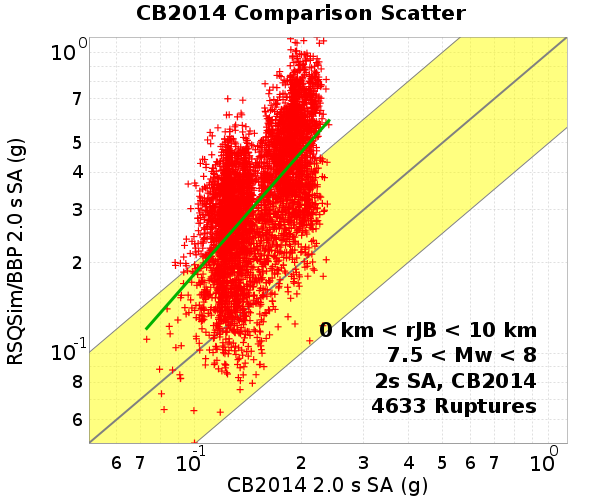 CB2014 Comparison Scatter
RSQSim/BBP 2.0 s SA (g)
10^0
7
5
4
3
2
10^-1
8
6
0 km < rJB < 10 km
7.5 < Mw < 8
2s SA, CB2014
4633 Ruptures
6 7 10^-1 2 3 4 5 6 7 10^0
CB2014 2.0 s SA (g)